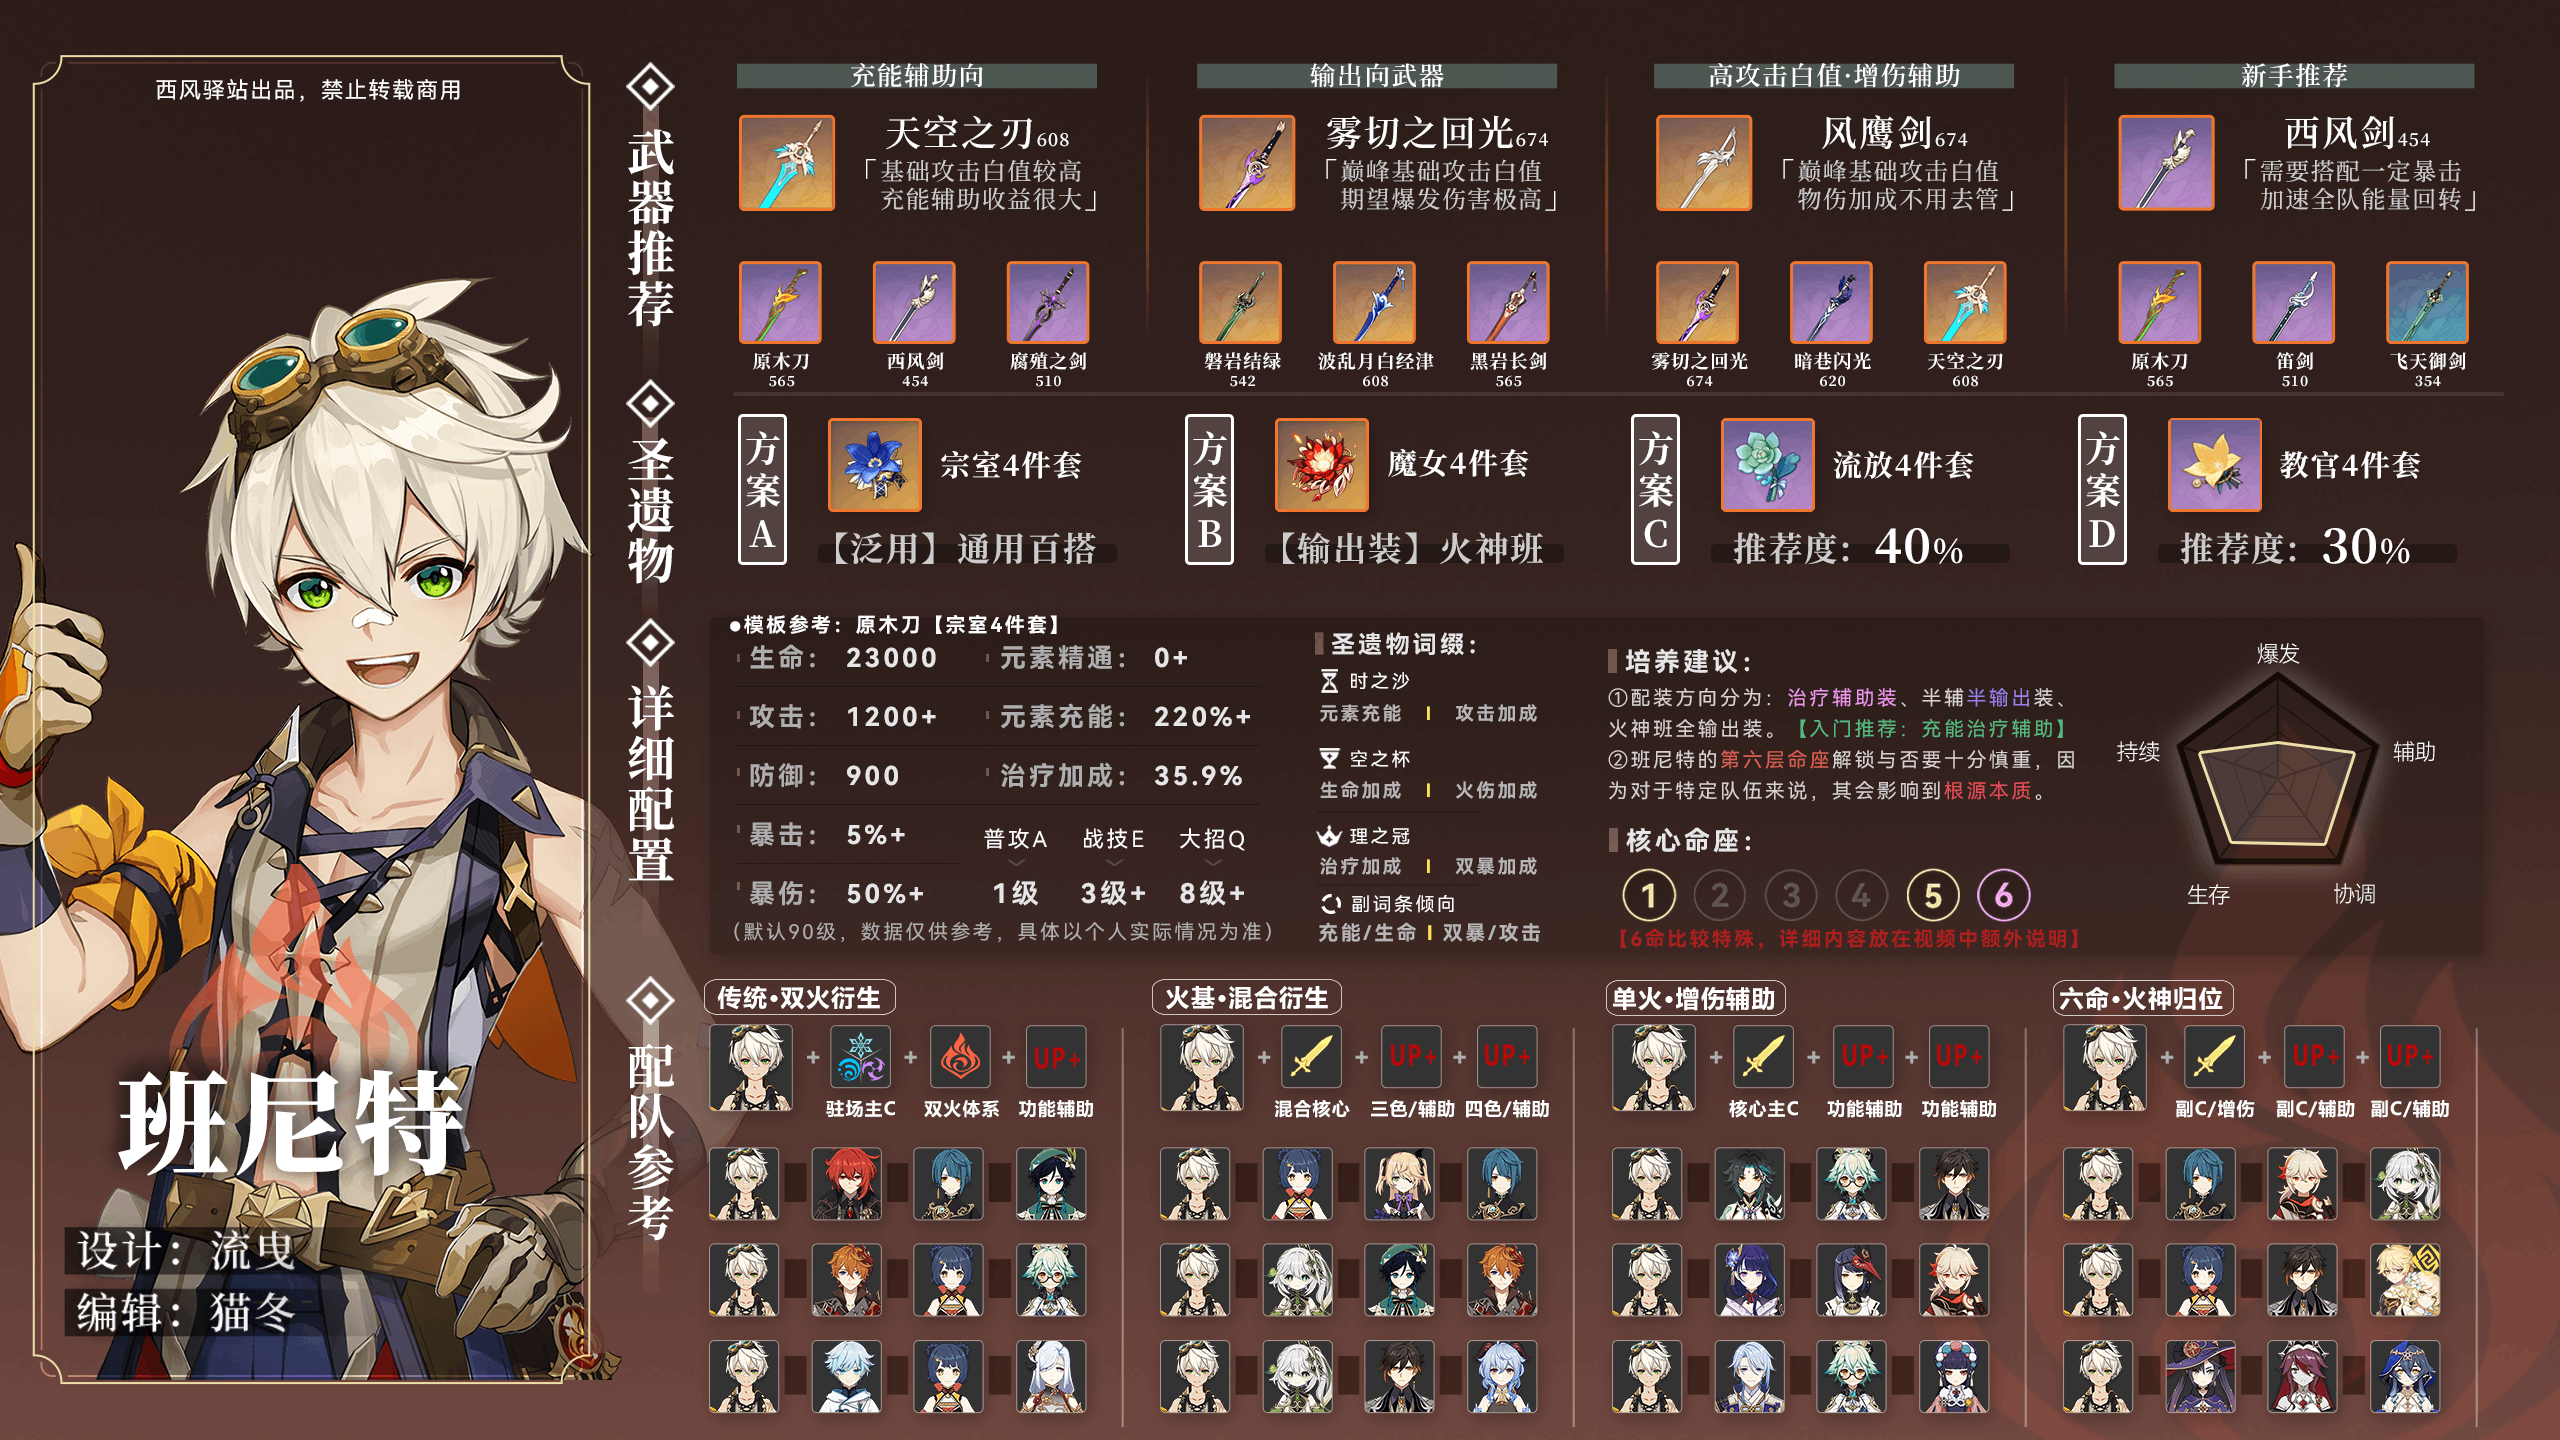 西风驿站出品，禁止转载商用
班尼特
设计：流曳
编辑：猫冬
武器推荐
充能辅助向
天空之刃608
「基础攻击白值较高
充能辅助收益很大」
原木刀
565
西风剑
454
腐殖之剑
510
输出向武器
雾切之回光674
「巅峰基础攻击白值
期望爆发伤害极高」
磐岩结绿
542
波乱月白经津
608
黑岩长剑
565
高攻击白值·增伤辅助
风鹰剑674
「巅峰基础攻击白值
物伤加成不用去管」
雾切之回光
674
暗巷闪光
620
天空之刃
608
新手推荐
西风剑454
「需要搭配一定暴击
加速全队能量回转」
原木刀
565
笛剑
510
飞天御剑
354
圣遗物
方案A
宗室4件套
【泛用】通用百搭
方案B
魔女4件套
【输出装】火神班
方案C
流放4件套
推荐度：40%
方案D
教官4件套
推荐度：30%
详细配置
●模板参考：原木刀【宗室4件套】
生命：23000
元素精通：0+
攻击：1200+
元素充能：220%+
防御：900
治疗加成：35.9%
暴击：5%+
普攻A 战技E 大招Q
暴伤：50%+
1级 3级+ 8级+
（默认90级，数据仅供参考，具体以个人实际情况为准）
圣遗物词缀：
时之沙
元素充能 | 攻击加成
空之杯
生命加成 | 火伤加成
理之冠
治疗加成 | 双暴加成
副词条倾向
充能/生命 | 双暴/攻击
培养建议：
①配装方向分为：治疗辅助装、半辅半输出装、
火神班全输出装。【入门推荐：充能治疗辅助】
②班尼特的第六层命座解锁与否要十分慎重，因
为对于特定队伍来说，其会影响到根源本质。
核心命座：
1 2 3 4 5 6
【6命比较特殊，详细内容放在视频中额外说明】
爆发
辅助
协调
生存
持续
配队参考
传统·双火衍生
+ + + UP+
驻场主C 双火体系 功能辅助
火基·混合衍生
+ + UP+ + UP+
混合核心 三色/辅助 四色/辅助
单火·增伤辅助
+ + UP+ + UP+
核心主C 功能辅助 功能辅助
六命·火神归位
+ + UP+ + UP+
副C/增伤 副C/辅助 副C/辅助